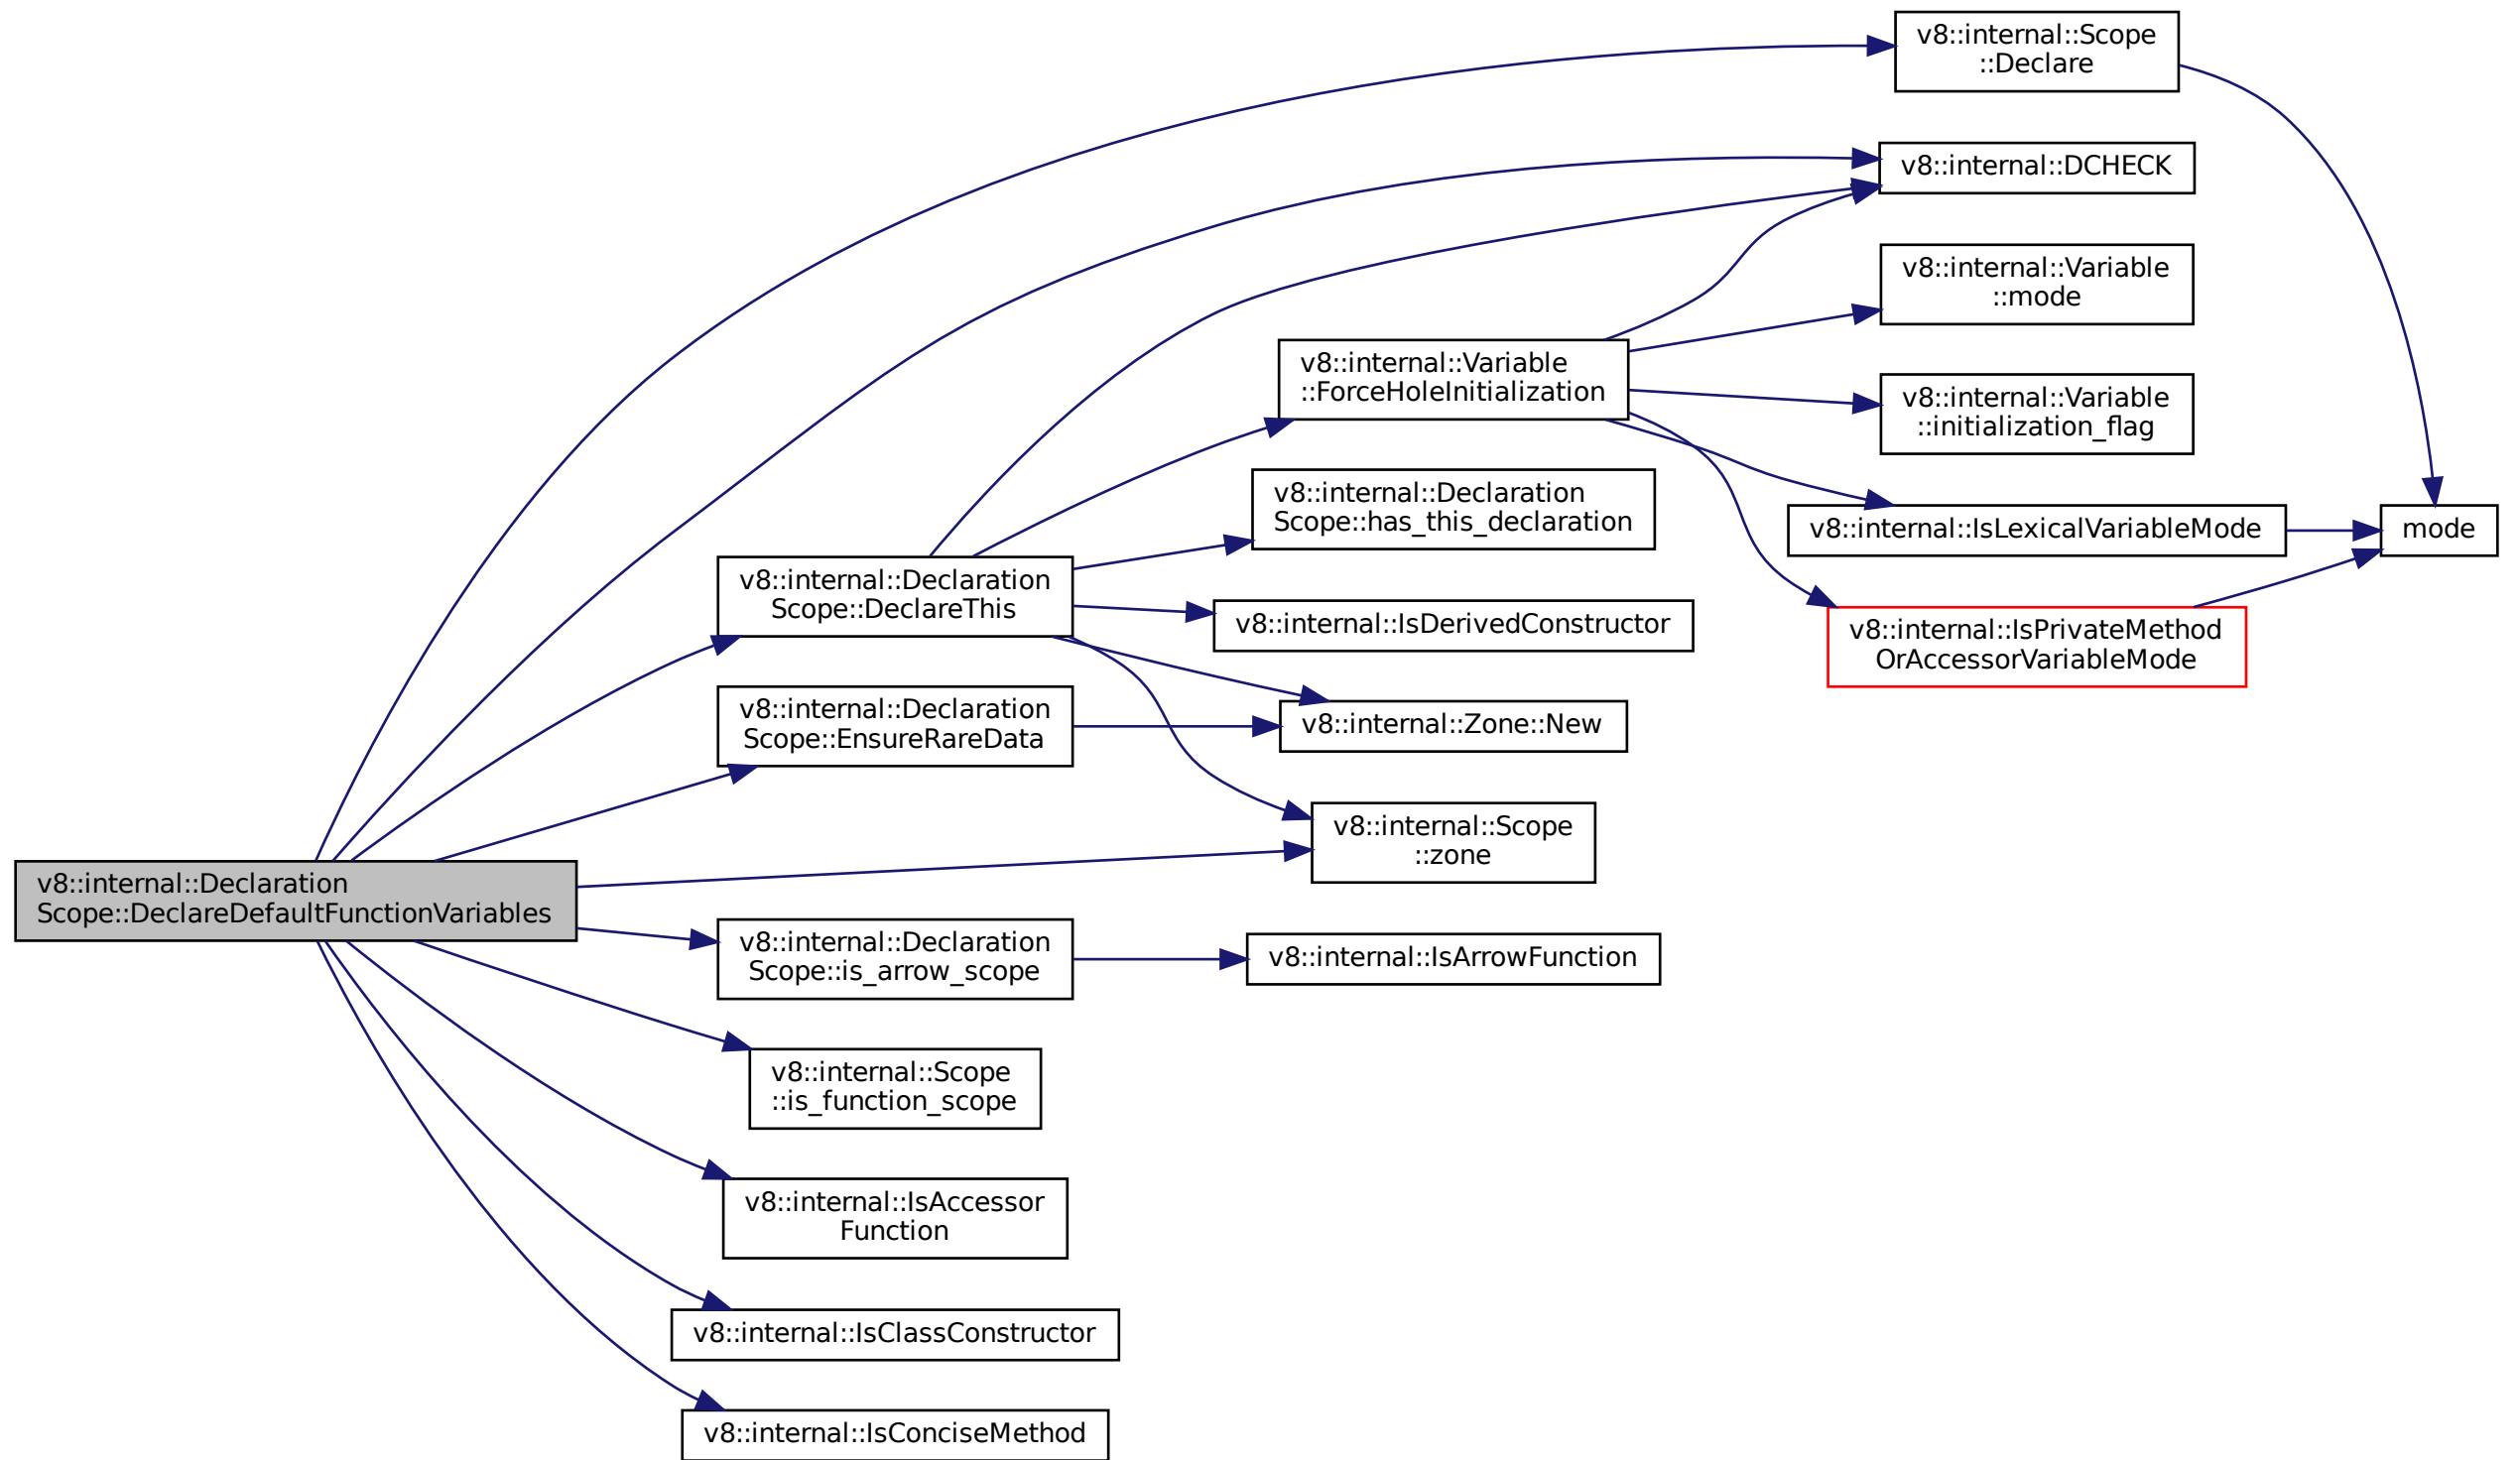 v8::internal::Scope
::Declare
v8::internal::DCHECK
v8::internal::Variable
::mode
v8::internal::Variable
::ForceHoleInitialization
v8::internal::Variable
::initialization_flag
v8::internal::Declaration
Scope::has_this_declaration
v8::internal::IsLexicalVariableMode
mode
v8::internal::Declaration
Scope::DeclareThis
v8::internal::IsDerivedConstructor
v8::internal::IsPrivateMethod
OrAccessorVariableMode
v8::internal::Declaration
Scope::EnsureRareData
v8::internal::Zone::New
v8::internal::Scope
::zone
v8::internal::Declaration
Scope::DeclareDefaultFunctionVariables
v8::internal::Declaration
Scope::is_arrow_scope
v8::internal::IsArrowFunction
v8::internal::Scope
::is_function_scope
v8::internal::IsAccessor
Function
v8::internal::IsClassConstructor
v8::internal::IsConciseMethod